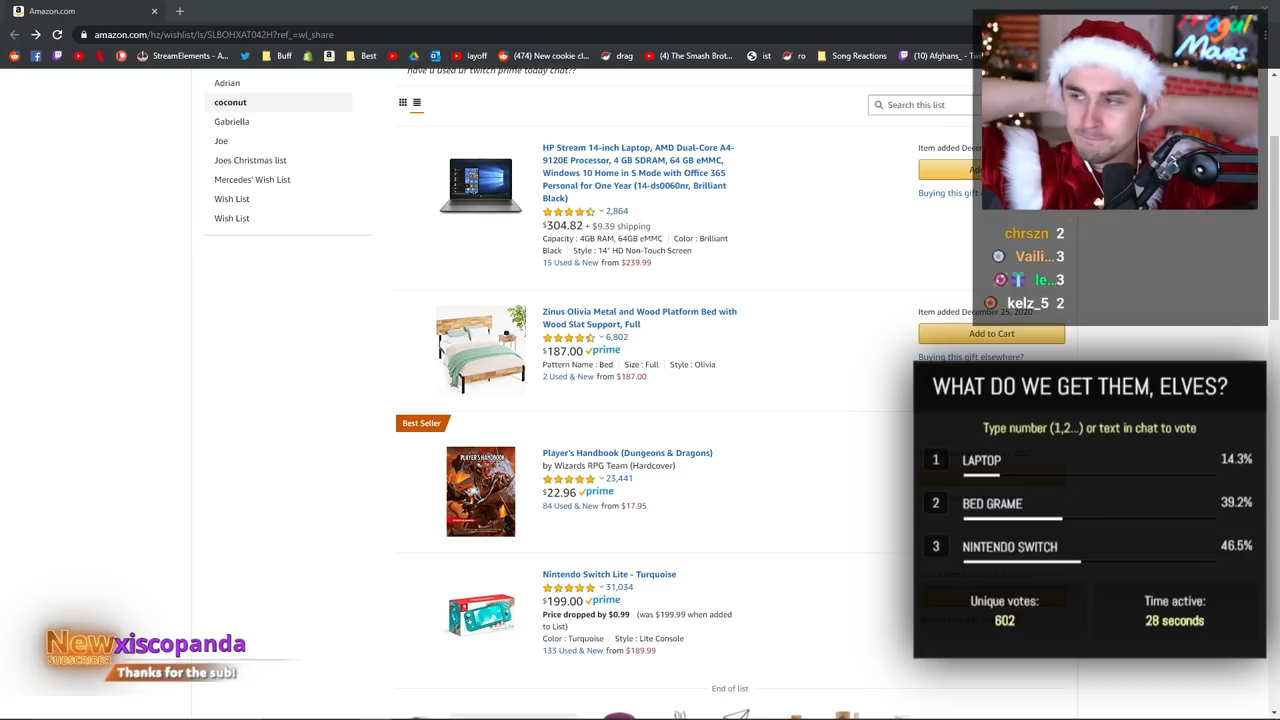 Amazon.com
amazon.com/hz/wishlist/ls/SLBOHXAT042H?ref_=wl_share
StreamElements -
Buff
Best
layoff
(474) New cookie cl...
drag
(4) The Smash Brot...
ist
ro
Song Reactions
(10) Afghans_ - Tw
have u used ur twitch prime today chat??
Adrian
coconut
Gabriella
Joe
Joes Christmas list
Mercedes' Wish List
Wish List
Wish List
Search this list
HP Stream 14-inch Laptop, AMD Dual-Core A4-
9120E Processor, 4 GB SDRAM, 64 GB eMMC,
Windows 10 Home in S Mode with Office 365
Personal for One Year (14-ds0060nr, Brilliant
Black)
2,864
$304.82 + $9.39 shipping
Capacity : 4GB RAM, 64GB eMMC | Color : Brilliant
Black | Style : 14" HD Non-Touch Screen
15 Used & New from $239.99
Item added Dec
Buying this gift
Zinus Olivia Metal and Wood Platform Bed with
Wood Slat Support, Full
6,802
$187.00 prime
Pattern Name : Bed | Size : Full | Style : Olivia
2 Used & New from $187.00
Item added December 25, 2020
Add to Cart
Buying this gift elsewhere?
Best Seller
PLAYER'S HANDBOOK
Player's Handbook (Dungeons & Dragons)
by Wizards RPG Team (Hardcover)
23,441
$22.96 prime
84 Used & New from $17.95
Nintendo Switch Lite - Turquoise
31,034
$199.00 prime
Price dropped by $0.99 (was $199.99 when added
to List)
Color : Turquoise | Style : Lite Console
133 Used & New from $189.99
End of list
Mogul
Moves
chrszn 2
Vaili... 3
le... 3
kelz_5 2
WHAT DO WE GET THEM, ELVES?
Type number (1,2...) or text in chat to vote
1 LAPTOP 14.3%
2 BED GRAME 39.2%
3 NINTENDO SWITCH 46.5%
Unique votes:
602
Time active:
28 seconds
New xiscopanda
SUBSCRIBER
Thanks for the sub!